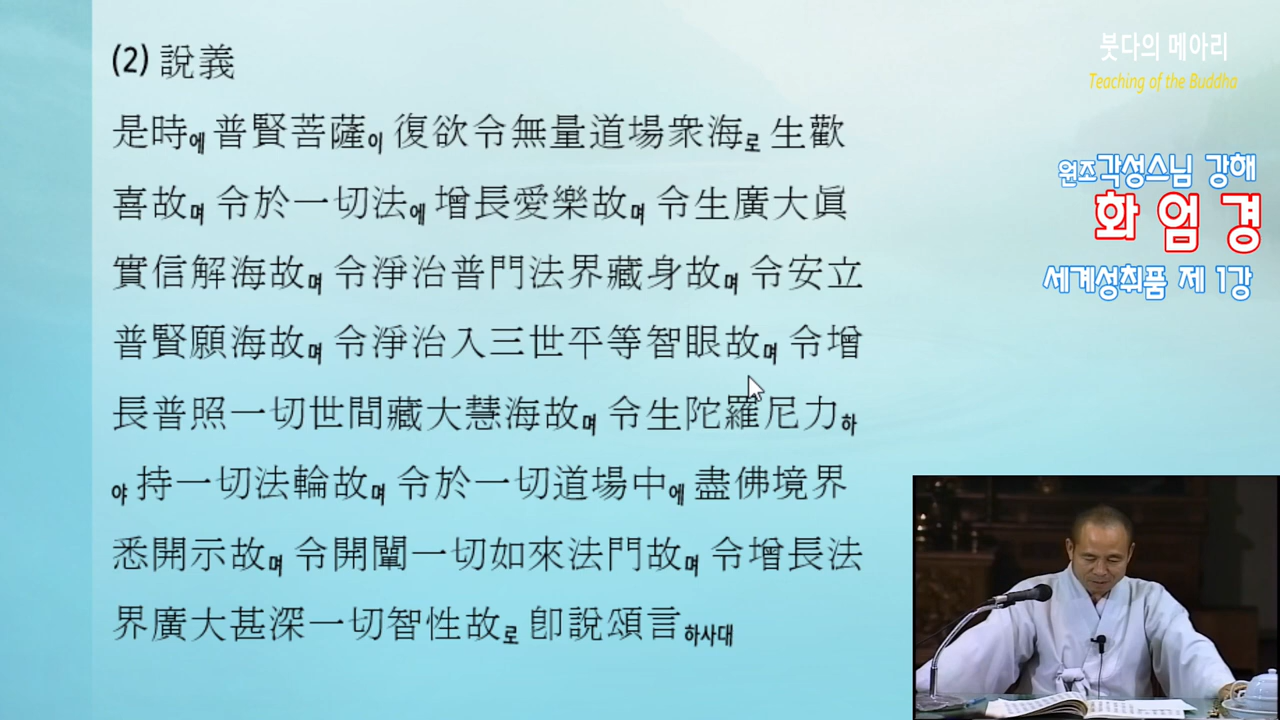 (2) 說義
是時에 普賢菩薩이 復欲令無量道場衆海로 生歡
喜故며 令於一切法에 增長愛樂故며 令生廣大眞
實信解海故며 令淨治普門法界藏身故며 令安立
普賢願海故며 令淨治入三世平等智眼故며 令增
長普照一切世間藏大慧海故며 令生陀羅尼力하
야 持一切法輪故며 令於一切道場中에 盡佛境界
悉開示故며 令開闡一切如來法門故며 令增長法
界廣大甚深一切智性故로 卽說頌言하사대
붓다의 메아리
Teaching of the Buddha
원조각성스님 강해
화엄경
세계성취품 제 1강